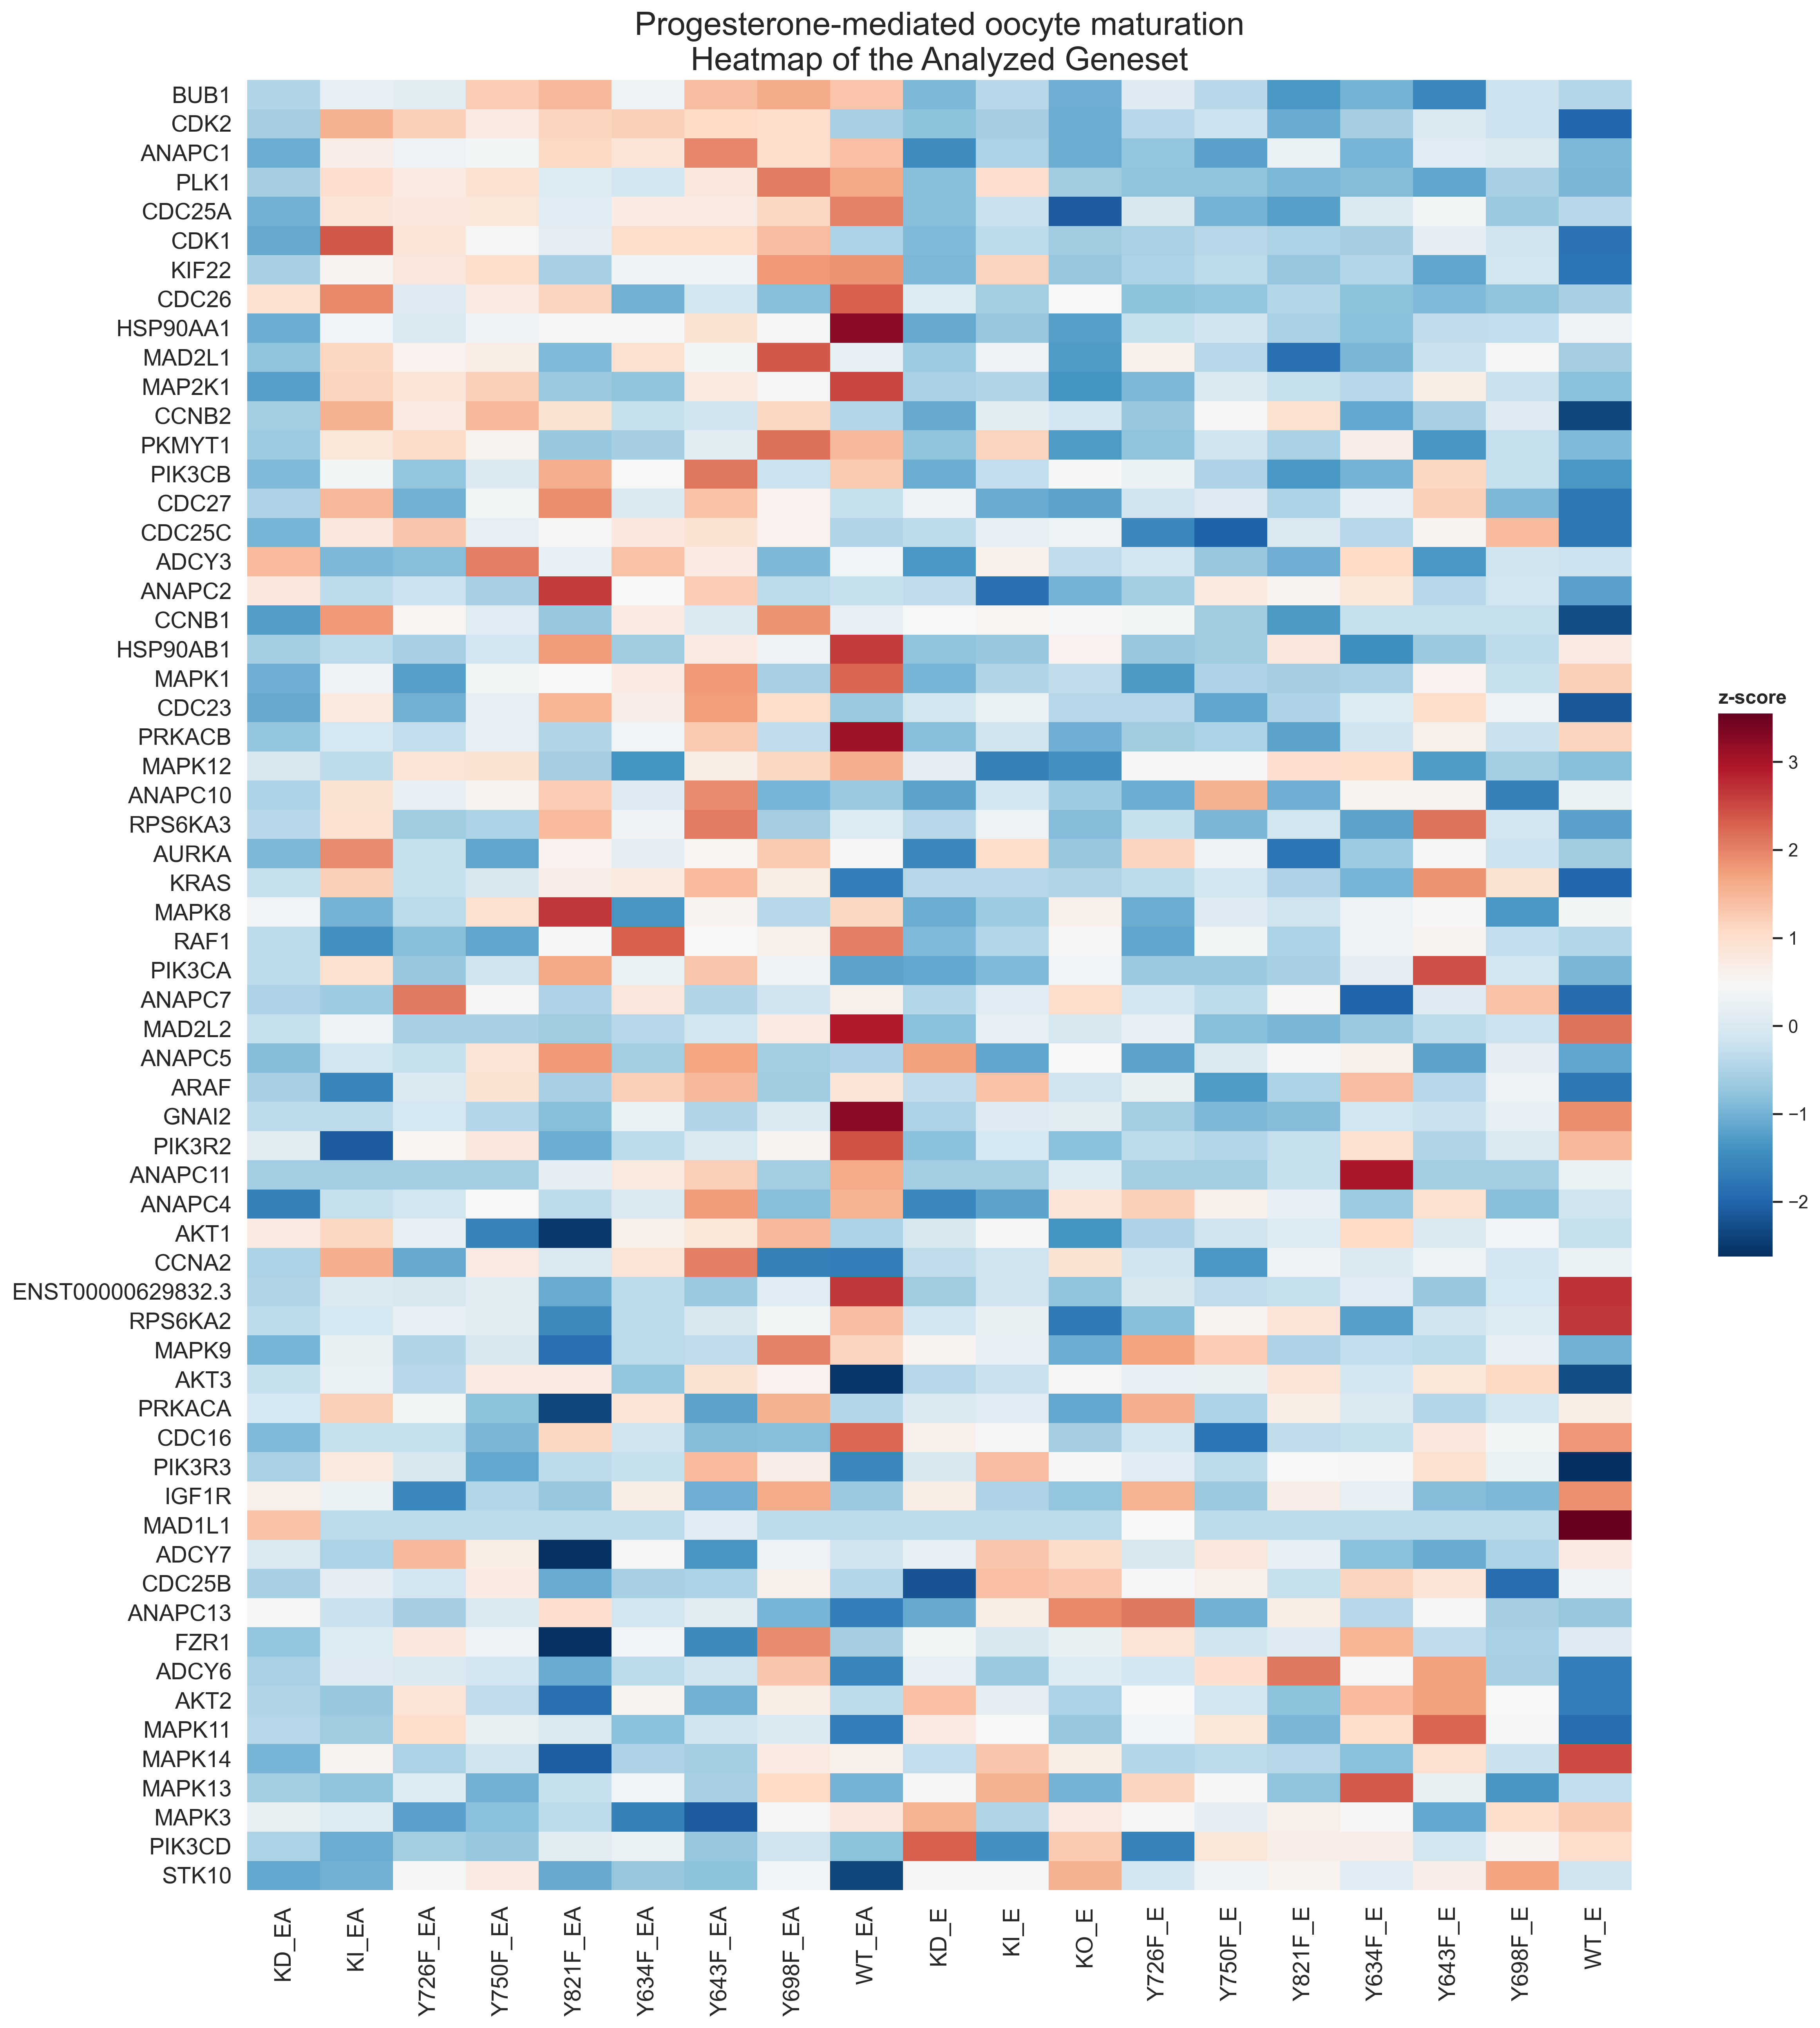 Progesterone-mediated oocyte maturation
Heatmap of the Analyzed Geneset
BUB1
CDK2
ANAPC1
PLK1
CDC25A
CDK1
KIF22
CDC26
HSP90AA1
MAD2L1
MAP2K1
CCNB2
PKMYT1
PIK3CB
CDC27
CDC25C
ADCY3
ANAPC2
CCNB1
HSP90AB1
MAPK1
CDC23
PRKACB
MAPK12
ANAPC10
RPS6KA3
AURKA
KRAS
MAPK8
RAF1
PIK3CA
ANAPC7
MAD2L2
ANAPC5
ARAF
GNAI2
PIK3R2
ANAPC11
ANAPC4
AKT1
CCNA2
ENST00000629832.3
RPS6KA2
MAPK9
AKT3
PRKACA
CDC16
PIK3R3
IGF1R
MAD1L1
ADCY7
CDC25B
ANAPC13
FZR1
ADCY6
AKT2
MAPK11
MAPK14
MAPK13
MAPK3
PIK3CD
STK10
KD_EA
KI_EA
Y726F_EA
Y750F_EA
Y821F_EA
Y634F_EA
Y643F_EA
Y698F_EA
WT_EA
KD_E
KI_E
KO_E
Y726F_E
Y750F_E
Y821F_E
Y634F_E
Y643F_E
Y698F_E
WT_E
z-score
3
2
1
0
−1
−2